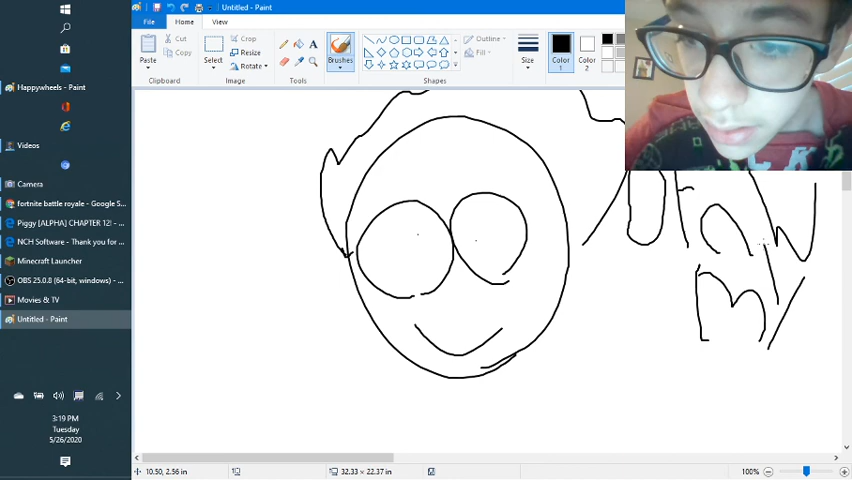 Untitled - Paint
File Home View
Cut
Copy
Paste
Clipboard
Select
Crop
Resize
Rotate
Image
Tools
Brushes
Shapes
Outline
Fill
Size
Color 1
Color 2
Happywheels - Paint
Videos
Camera
fortnite battle royale - Google S...
Piggy [ALPHA] CHAPTER 12! - ...
NCH Software - Thank you for ...
Minecraft Launcher
OBS 25.0.8 (64-bit, windows) - ...
Movies & TV
Untitled - Paint
3:19 PM
Tuesday
5/26/2020
my
10.50, 2.56 in
32.33 × 22.37 in
100%